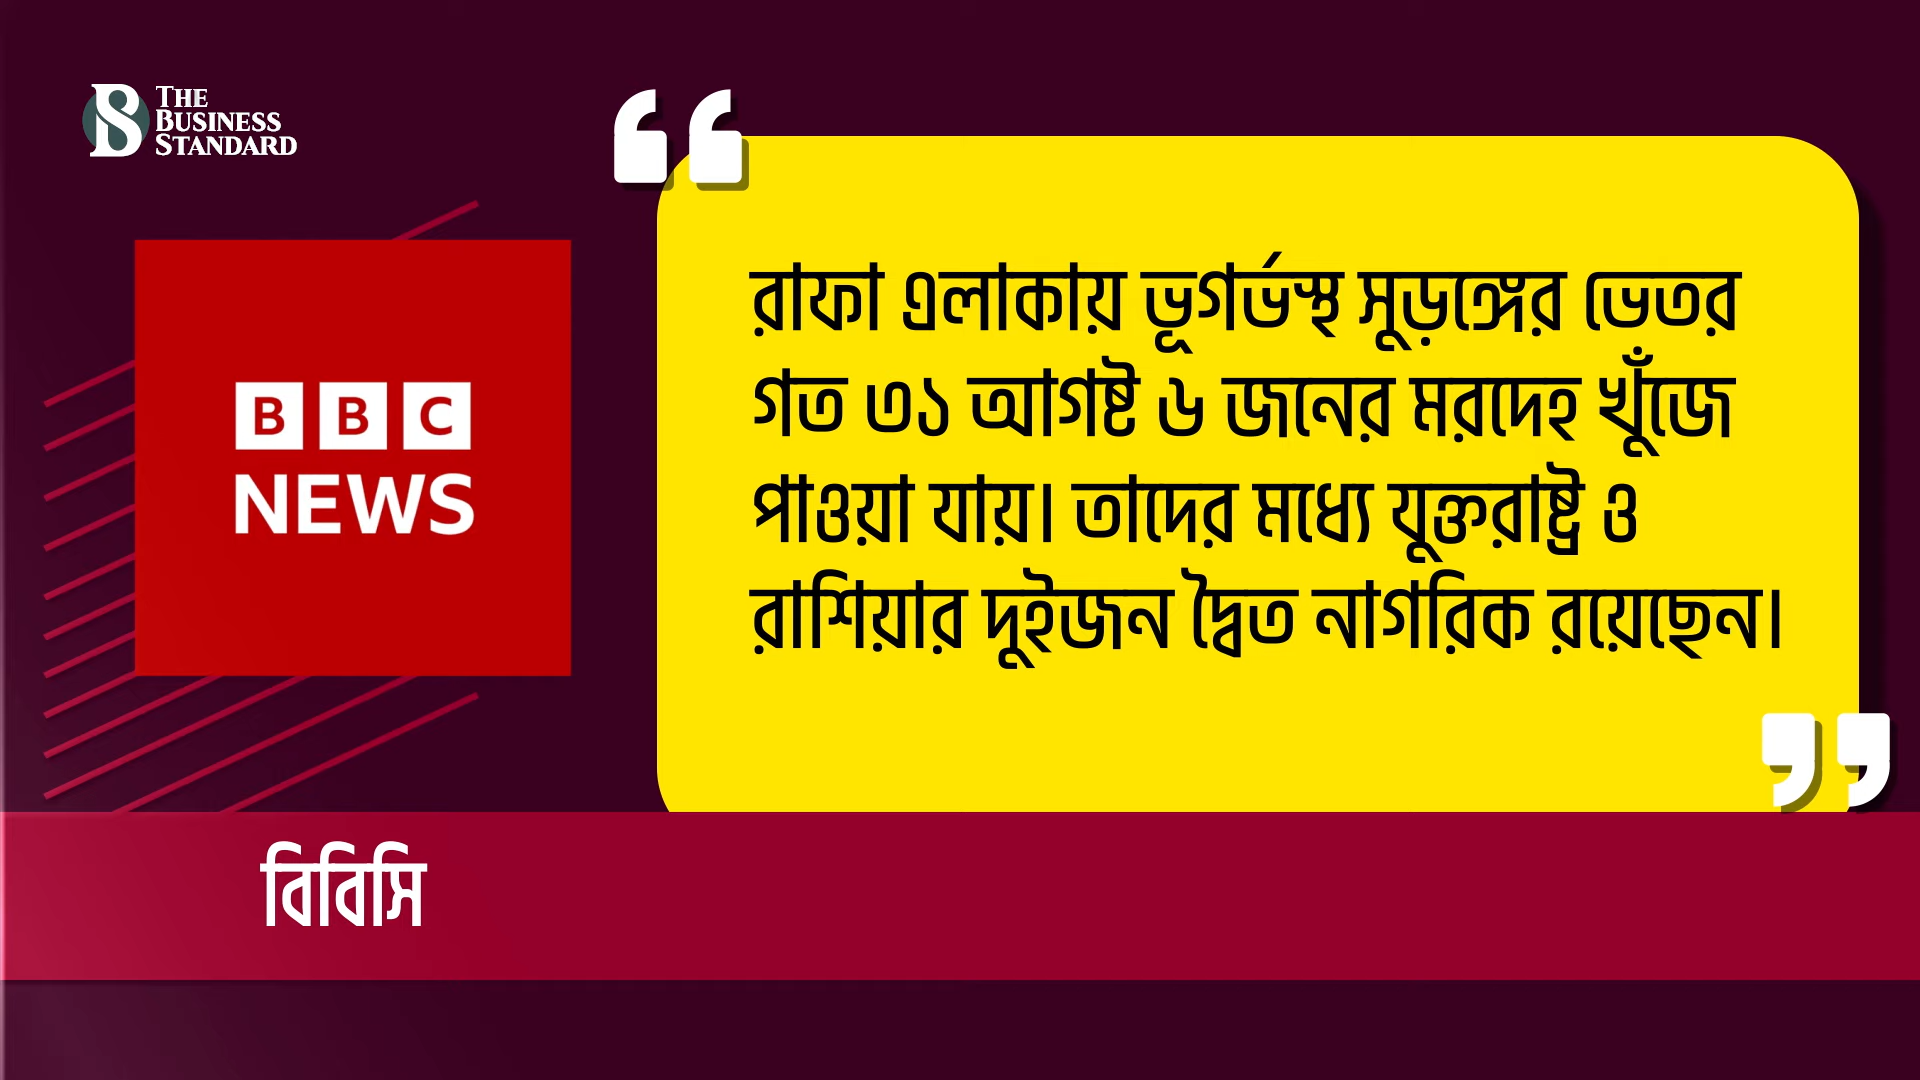 THE
BUSINESS
STANDARD
BBC
NEWS
রাফা এলাকায় ভূগর্ভস্থ সুড়ঙ্গের ভেতর
গত ৩১ আগষ্ট ৬ জনের মরদেহ খুঁজে
পাওয়া যায়। তাদের মধ্যে যুক্তরাষ্ট্র ও
রাশিয়ার দুইজন দ্বৈত নাগরিক রয়েছেন।
বিবিসি